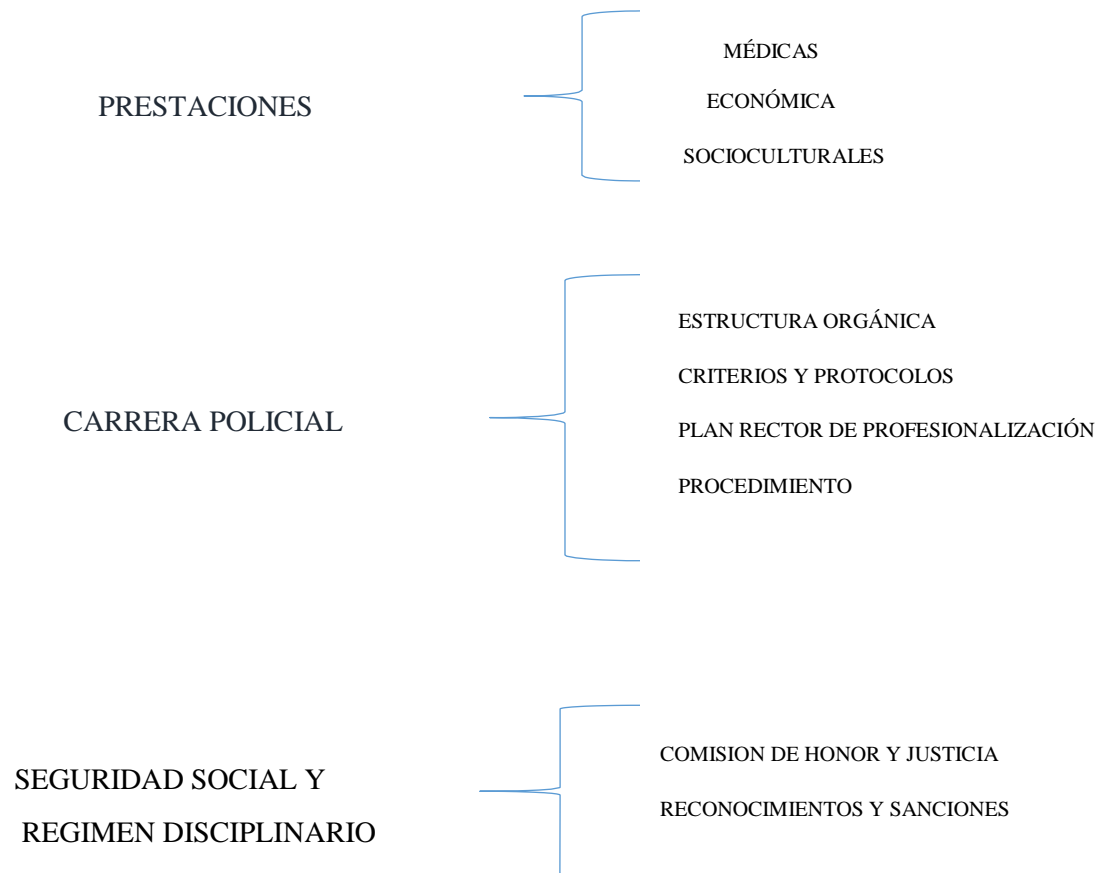 PRESTACIONES
MÉDICAS
ECONÓMICA
SOCIOCULTURALES
CARRERA POLICIAL
ESTRUCTURA ORGÁNICA
CRITERIOS Y PROTOCOLOS
PLAN RECTOR DE PROFESIONALIZACIÓN
PROCEDIMIENTO
SEGURIDAD SOCIAL Y
REGIMEN DISCIPLINARIO
COMISION DE HONOR Y JUSTICIA
RECONOCIMIENTOS Y SANCIONES